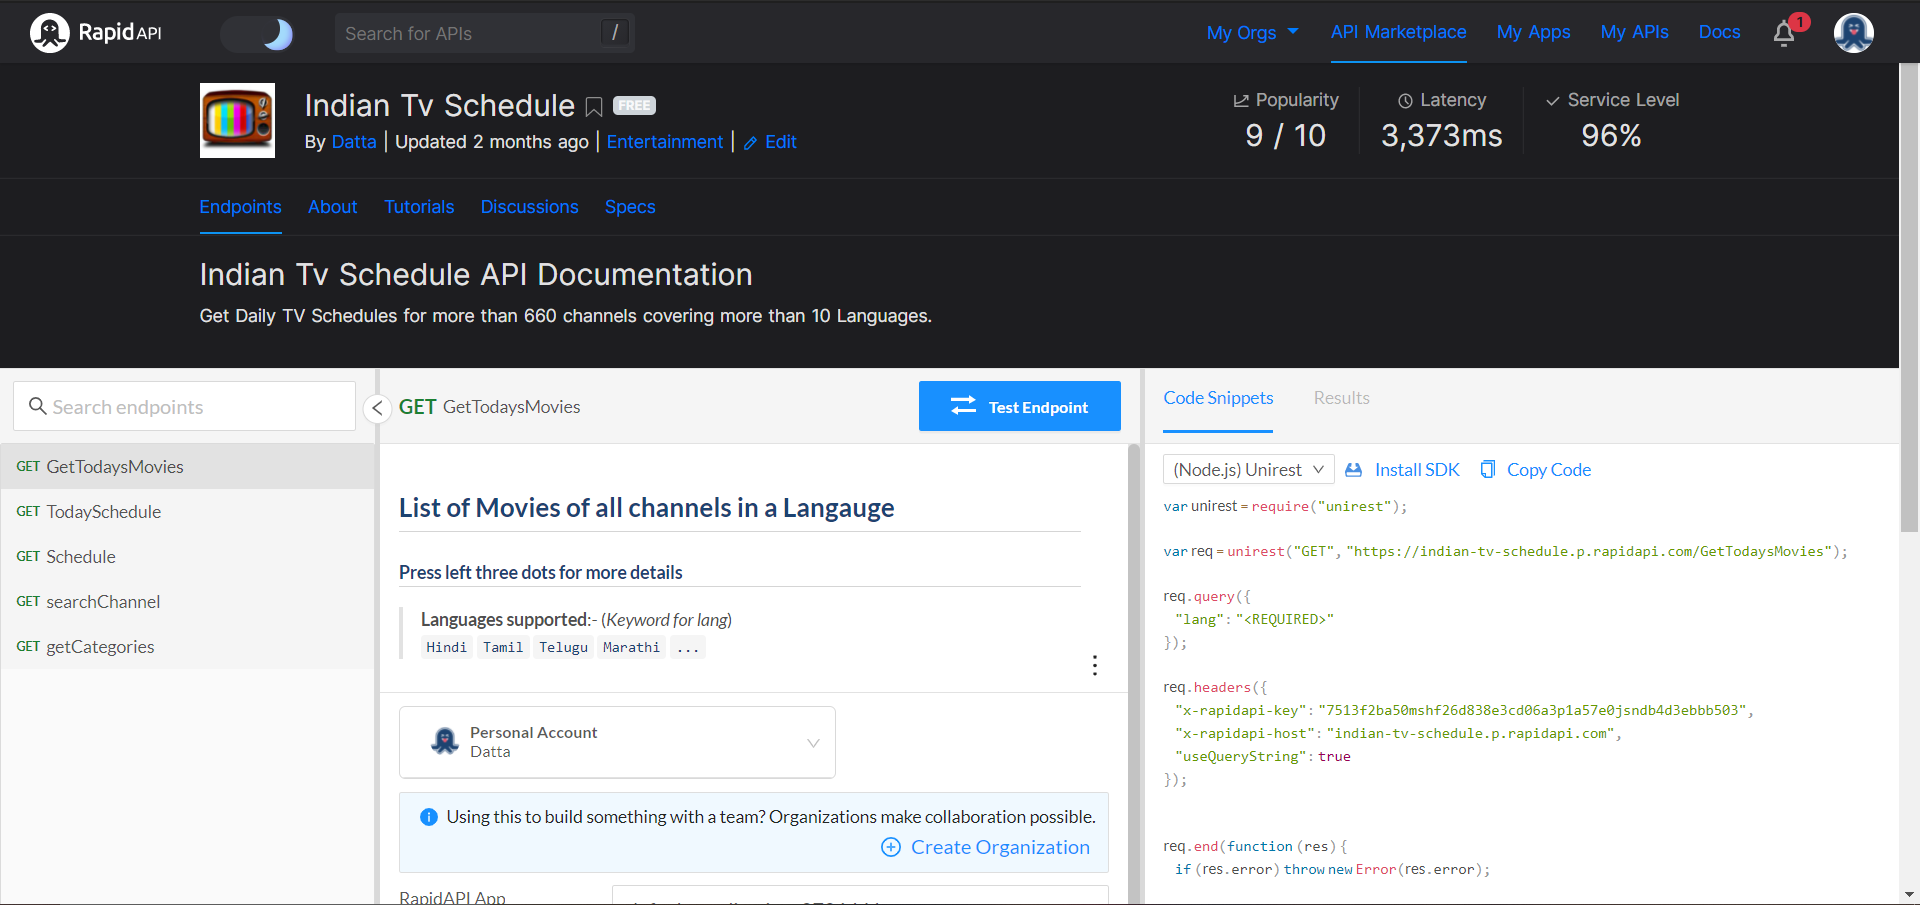 RapidAPI
Search for APIs /
My Orgs API Marketplace My Apps My APIs Docs 1
Indian Tv Schedule FREE
By Datta | Updated 2 months ago | Entertainment | Edit
Popularity Latency Service Level
9 / 10 3,373ms 96%
Endpoints About Tutorials Discussions Specs
Indian Tv Schedule API Documentation
Get Daily TV Schedules for more than 660 channels covering more than 10 Languages.
Search endpoints
GET GetTodaysMovies
GET TodaySchedule
GET Schedule
GET searchChannel
GET getCategories
GET GetTodaysMovies
Test Endpoint
List of Movies of all channels in a Langauge
Press left three dots for more details
Languages supported:- (Keyword for lang)
Hindi Tamil Telugu Marathi ...
Personal Account
Datta
Using this to build something with a team? Organizations make collaboration possible.
Create Organization
RapidAPI App
Code Snippets Results
(Node.js) Unirest Install SDK Copy Code
var unirest = require("unirest");
var req = unirest("GET", "https://indian-tv-schedule.p.rapidapi.com/GetTodaysMovies");
req.query({
"lang": "<REQUIRED>"
});
req.headers({
"x-rapidapi-key": "7513f2ba50mshf26d838e3cd06a3p1a57e0jsndb4d3ebbb503",
"x-rapidapi-host": "indian-tv-schedule.p.rapidapi.com",
"useQueryString": true
});
req.end(function (res) {
if (res.error) throw new Error(res.error);